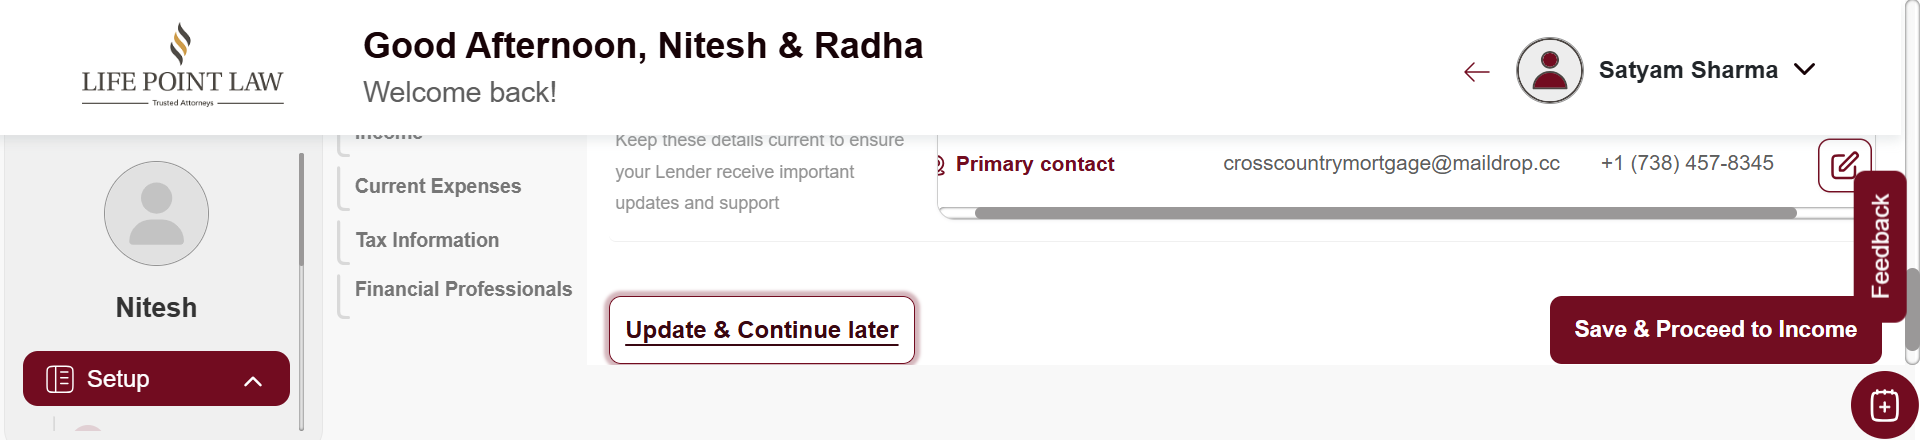 LIFE POINT LAW
Trusted Attorneys
Good Afternoon, Nitesh & Radha
Welcome back!
Satyam Sharma
Nitesh
Setup
Income
Current Expenses
Tax Information
Financial Professionals
Keep these details current to ensure
your Lender receive important
updates and support
Primary contact
crosscountrymortgage@maildrop.cc
+1 (738) 457-8345
Feedback
Update & Continue later
Save & Proceed to Income